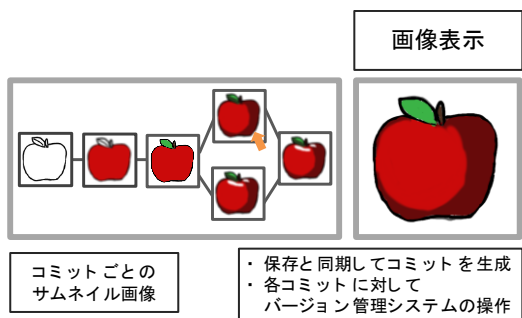 画像表示
コミットごとの
サムネイル画像
・ 保存と同期してコミットを生成
・ 各コミットに対して
バージョン管理システムの操作